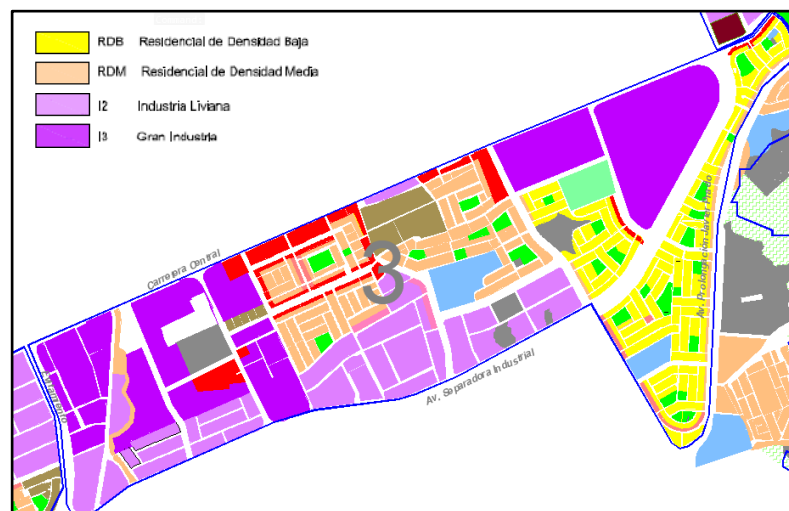 RDB Residencial de Densidad Baja
RDM Residencial de Densidad Media
I2 Industria Liviana
I3 Gran Industria
Carretera Central
3
Av. Prolongación Javier Prado
Av. Separadora Industrial